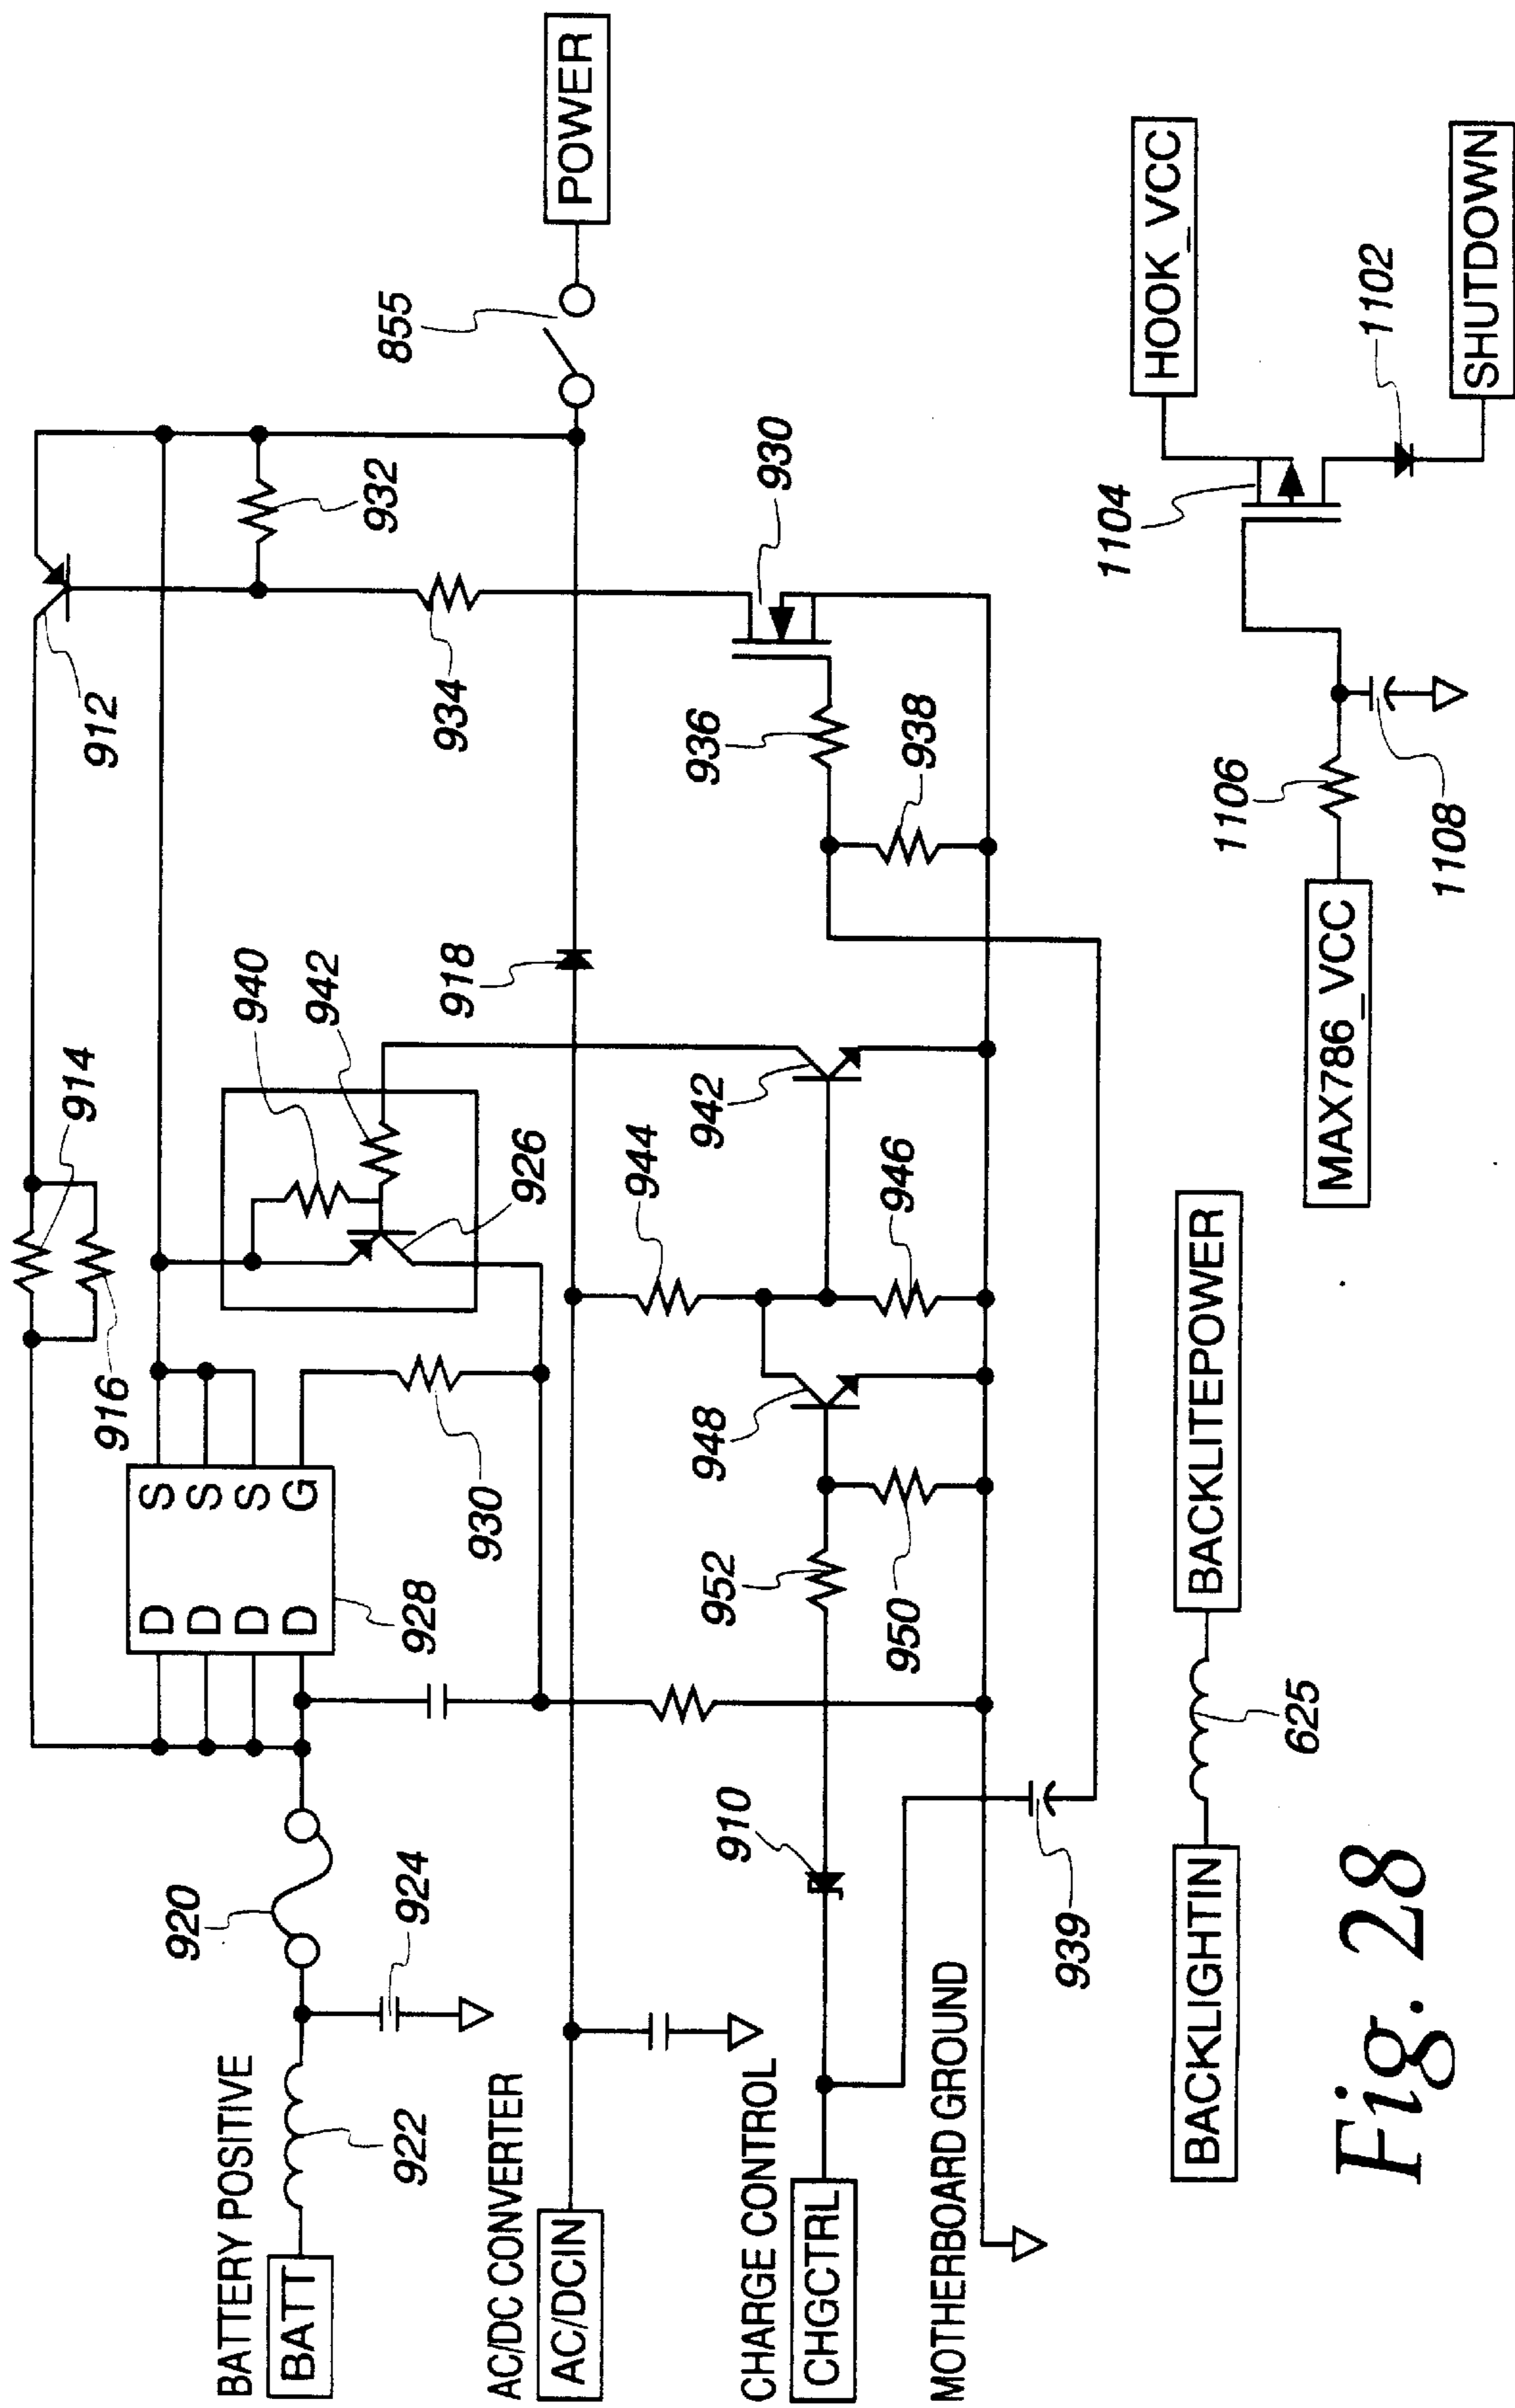 912
914
916
BATTERY POSITIVE
BATT
922
920
924
D
D
D
D
S
S
S
G
928
930
940
942
926
932
934
855
POWER
918
AC/DC CONVERTER
AC/DCIN
944
946
942
948
952
950
936
938
930
CHARGE CONTROL
CHGCTRL
910
939
MOTHERBOARD GROUND
BACKLIGHTIN
625
BACKLITEPOWER
MAX786_VCC
1106
1108
1104
HOOK_VCC
1102
SHUTDOWN
Fig. 28